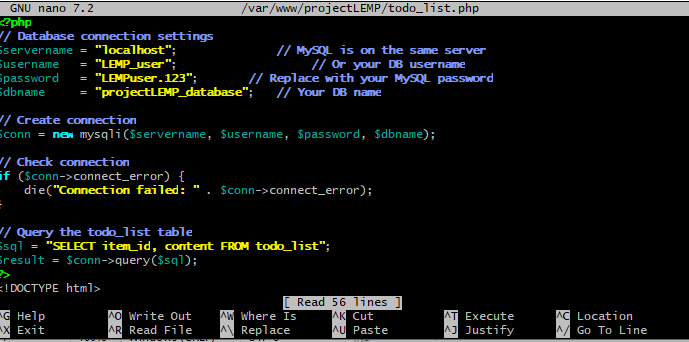 GNU nano 7.2 /var/www/projectLEMP/todo_list.php
<?php
// Database connection settings
$servername = "localhost"; // MySQL is on the same server
$username = "LEMP_user"; // Or your DB username
$password = "LEMPuser.123"; // Replace with your MySQL password
$dbname = "projectLEMP_database"; // Your DB name
// Create connection
$conn = new mysqli($servername, $username, $password, $dbname);
// Check connection
if ($conn->connect_error) {
die("Connection failed: " . $conn->connect_error);
}
// Query the todo_list table
$sql = "SELECT item_id, content FROM todo_list";
$result = $conn->query($sql);
?>
<!DOCTYPE html>
[ Read 56 lines ]
^G Help ^O Write Out ^W Where Is ^K Cut ^T Execute ^C Location
^X Exit ^R Read File ^\ Replace ^U Paste ^J Justify ^/ Go To Line